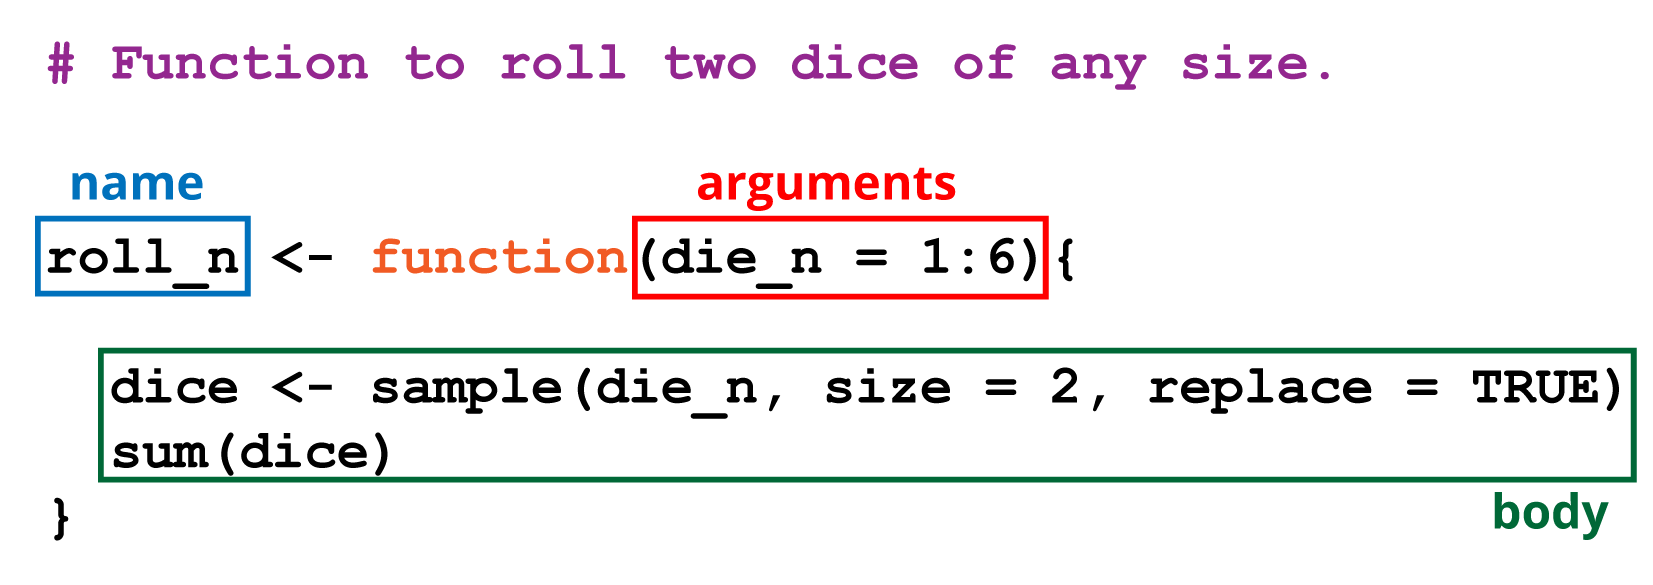 # Function to roll two dice of any size.
name arguments
roll_n <- function(die_n = 1:6){
dice <- sample(die_n, size = 2, replace = TRUE)
sum(dice)
}
body